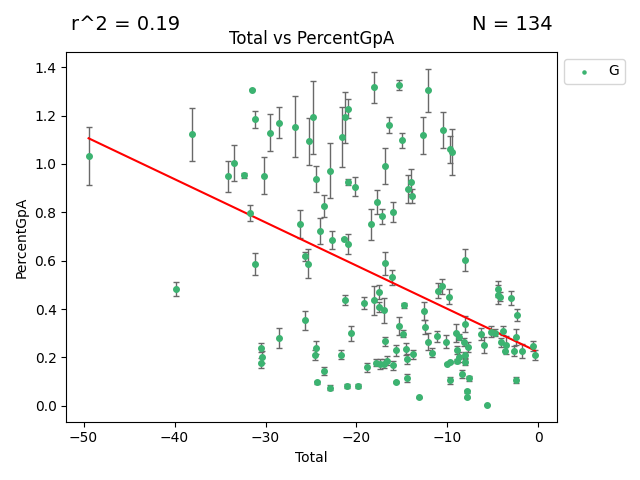 r^2 = 0.19
N = 134
Total vs PercentGpA
G
PercentGpA
1.4
1.2
1.0
0.8
0.6
0.4
0.2
0.0
−50
−40
−30
−20
−10
0
Total